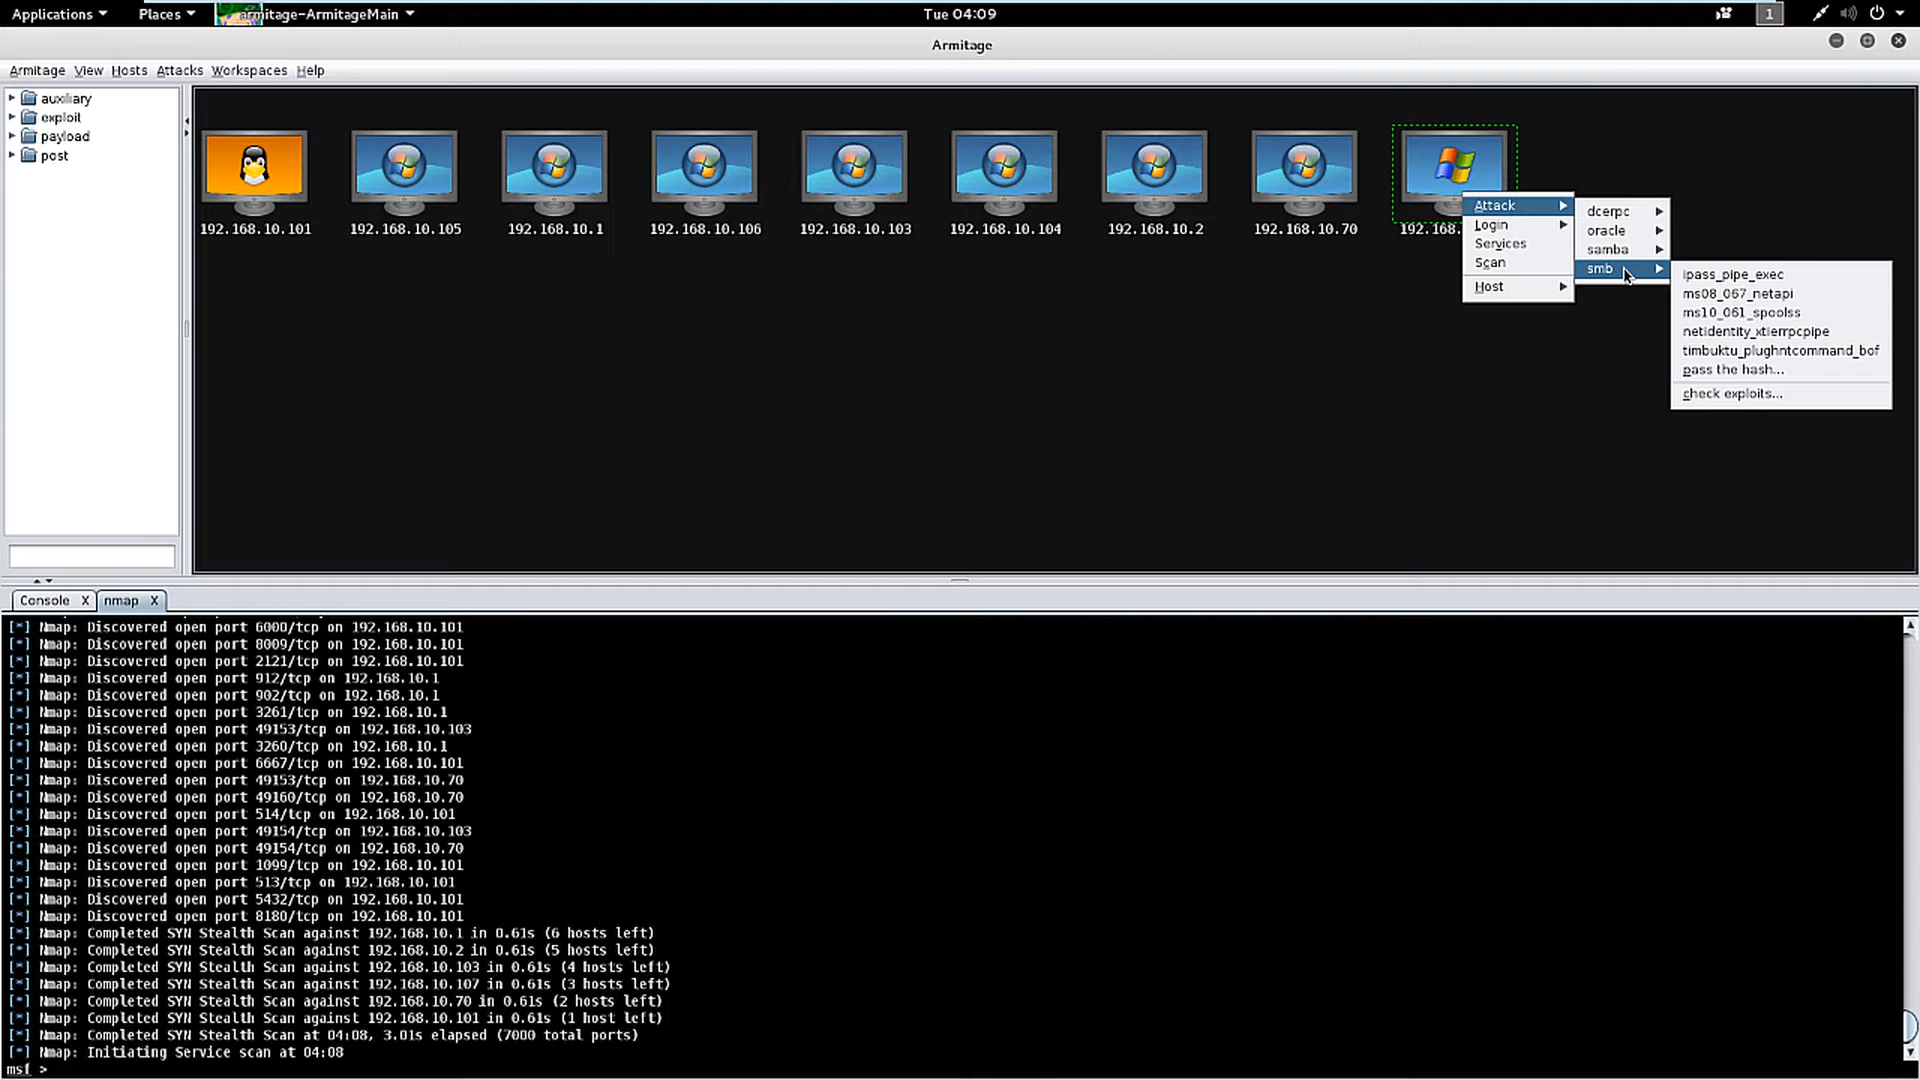 Applications Places armitage-ArmitageMain Tue 04:09 1
Armitage
Armitage View Hosts Attacks Workspaces Help
auxiliary
exploit
payload
post
192.168.10.101 192.168.10.105 192.168.10.1 192.168.10.106 192.168.10.103 192.168.10.104 192.168.10.2 192.168.10.70 192.168.
Attack
Login
Services
Scan
Host
dcerpc
oracle
samba
smb
ipass_pipe_exec
ms08_067_netapi
ms10_061_spoolss
netidentity_xtierrpcpipe
timbuktu_plughntcommand_bof
pass the hash...
check exploits...
Console X nmap X
[*] Nmap: Discovered open port 6000/tcp on 192.168.10.101
[*] Nmap: Discovered open port 8009/tcp on 192.168.10.101
[*] Nmap: Discovered open port 2121/tcp on 192.168.10.101
[*] Nmap: Discovered open port 912/tcp on 192.168.10.1
[*] Nmap: Discovered open port 902/tcp on 192.168.10.1
[*] Nmap: Discovered open port 3261/tcp on 192.168.10.1
[*] Nmap: Discovered open port 49153/tcp on 192.168.10.103
[*] Nmap: Discovered open port 3260/tcp on 192.168.10.1
[*] Nmap: Discovered open port 6667/tcp on 192.168.10.101
[*] Nmap: Discovered open port 49153/tcp on 192.168.10.70
[*] Nmap: Discovered open port 49160/tcp on 192.168.10.70
[*] Nmap: Discovered open port 514/tcp on 192.168.10.101
[*] Nmap: Discovered open port 49154/tcp on 192.168.10.103
[*] Nmap: Discovered open port 49154/tcp on 192.168.10.70
[*] Nmap: Discovered open port 1099/tcp on 192.168.10.101
[*] Nmap: Discovered open port 513/tcp on 192.168.10.101
[*] Nmap: Discovered open port 5432/tcp on 192.168.10.101
[*] Nmap: Discovered open port 8180/tcp on 192.168.10.101
[*] Nmap: Completed SYN Stealth Scan against 192.168.10.1 in 0.61s (6 hosts left)
[*] Nmap: Completed SYN Stealth Scan against 192.168.10.2 in 0.61s (5 hosts left)
[*] Nmap: Completed SYN Stealth Scan against 192.168.10.103 in 0.61s (4 hosts left)
[*] Nmap: Completed SYN Stealth Scan against 192.168.10.107 in 0.61s (3 hosts left)
[*] Nmap: Completed SYN Stealth Scan against 192.168.10.70 in 0.61s (2 hosts left)
[*] Nmap: Completed SYN Stealth Scan against 192.168.10.101 in 0.61s (1 host left)
[*] Nmap: Completed SYN Stealth Scan at 04:08, 3.01s elapsed (7000 total ports)
[*] Nmap: Initiating Service scan at 04:08
msf >